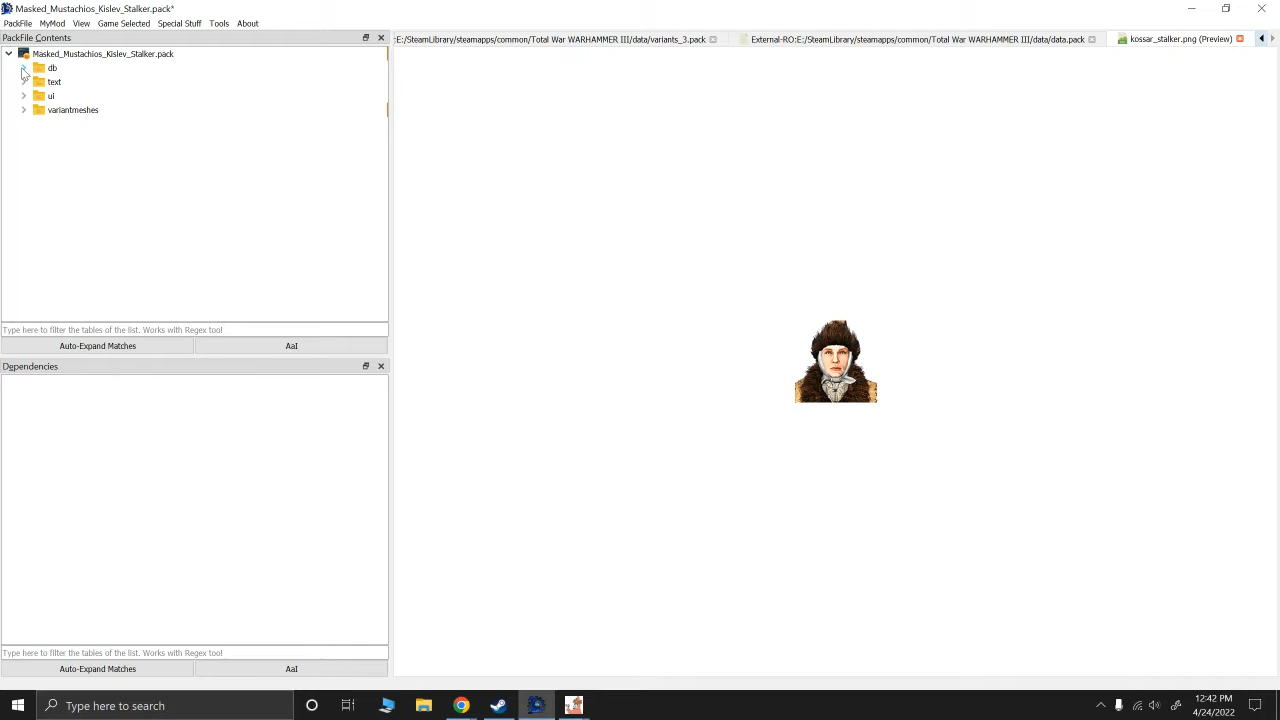 Masked_Mustachios_Kislev_Stalker.pack*
PackFile MyMod View Game Selected Special Stuff Tools About
PackFile Contents
:E:/SteamLibrary/steamapps/common/Total War WARHAMMER III/data/variants_3.pack
External-RO:E:/SteamLibrary/steamapps/common/Total War WARHAMMER III/data/data.pack
kossar_stalker.png (Preview)
Masked_Mustachios_Kislev_Stalker.pack
db
text
ui
variantmeshes
Type here to filter the tables of the list. Works with Regex too!
Auto-Expand Matches
AaI
Dependencies
Type here to filter the tables of the list. Works with Regex too!
Auto-Expand Matches
AaI
Type here to search
12:42 PM
4/24/2022